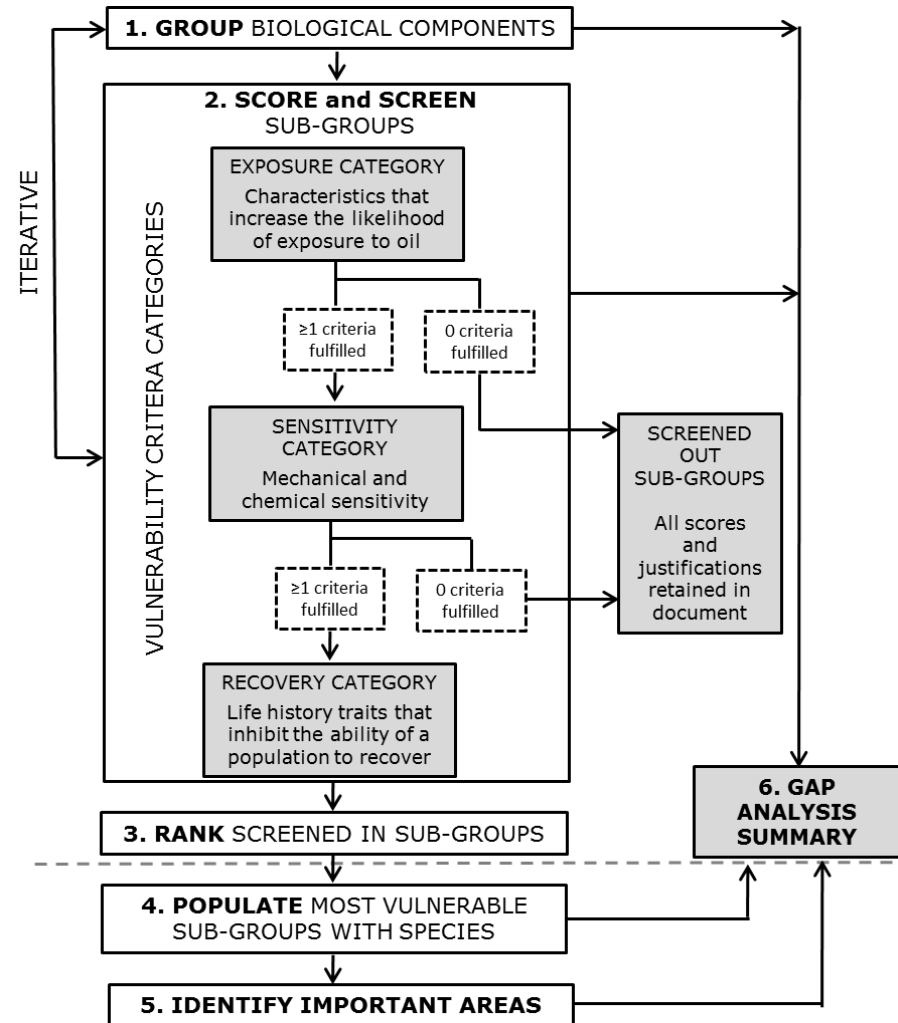 1. GROUP BIOLOGICAL COMPONENTS
ITERATIVE
VULNERABILITY CRITERA CATEGORIES
2. SCORE and SCREEN
SUB-GROUPS
EXPOSURE CATEGORY
Characteristics that
increase the likelihood
of exposure to oil
≥1 criteria
fulfilled
0 criteria
fulfilled
SENSITIVITY
CATEGORY
Mechanical and
chemical sensitivity
≥1 criteria
fulfilled
0 criteria
fulfilled
SCREENED
OUT
SUB-GROUPS
All scores
and
justifications
retained in
document
RECOVERY CATEGORY
Life history traits that
inhibit the ability of a
population to recover
3. RANK SCREENED IN SUB-GROUPS
6. GAP
ANALYSIS
SUMMARY
4. POPULATE MOST VULNERABLE
SUB-GROUPS WITH SPECIES
5. IDENTIFY IMPORTANT AREAS